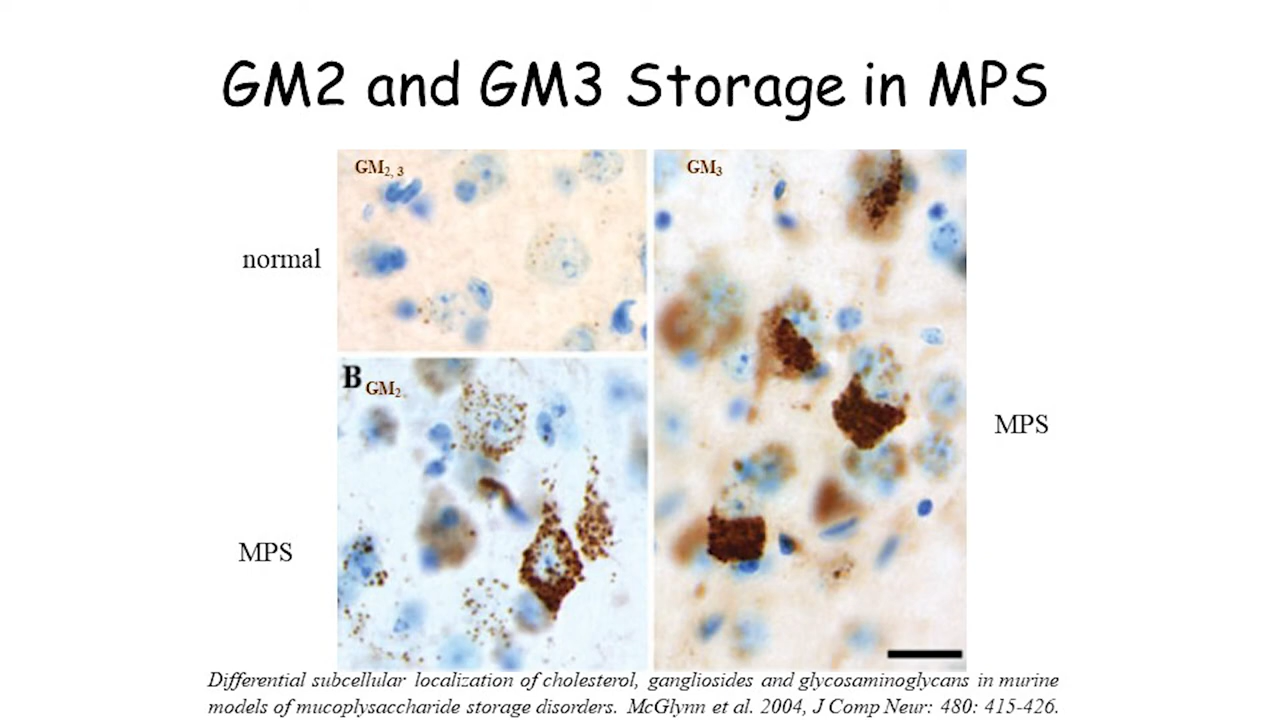 GM2 and GM3 Storage in MPS
GM2, 3
GM3
normal
B GM2
MPS
MPS
Differential subcellular localization of cholesterol, gangliosides and glycosaminoglycans in murine
models of mucoplysaccharide storage disorders. McGlynn et al. 2004, J Comp Neur: 480: 415-426.